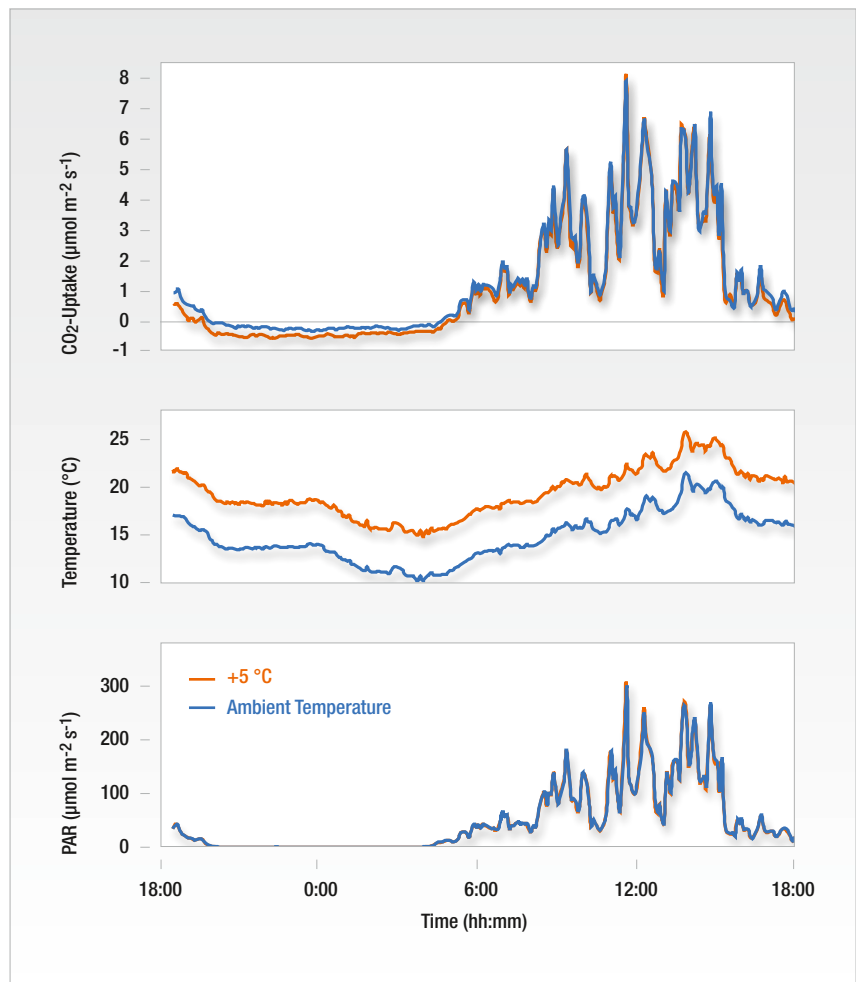 8
7
6
5
4
3
2
1
0
-1
CO2-Uptake (µmol m-2 s-1)
25
20
15
10
Temperature (°C)
+5 °C
Ambient Temperature
300
200
100
0
PAR (µmol m-2 s-1)
18:00 0:00 6:00 12:00 18:00
Time (hh:mm)